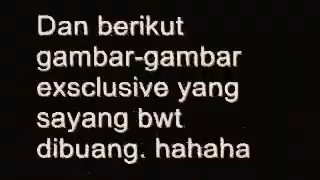 Dan berikut
gambar-gambar
exsclusive yang
sayang bwt
dibuang. hahaha